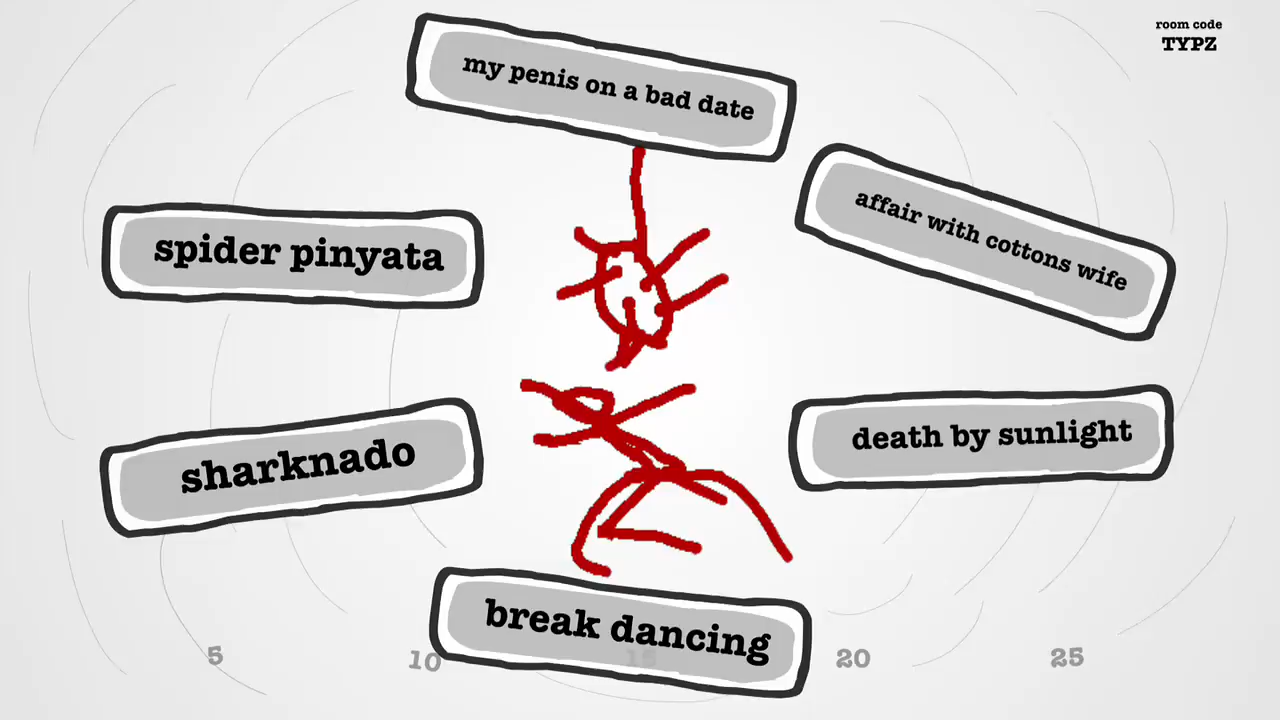 room code
TYPZ
my penis on a bad date
affair with cottons wife
spider pinyata
death by sunlight
sharknado
break dancing
5
10
15
20
25